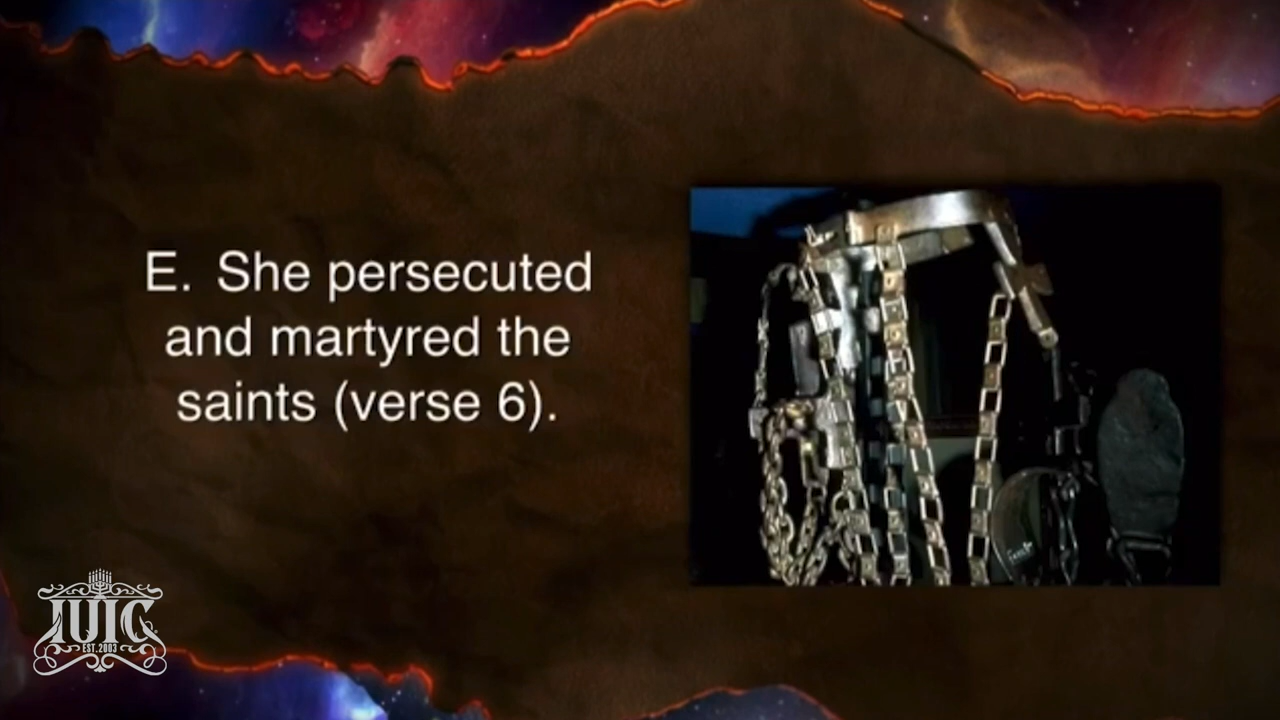 E. She persecuted
and martyred the
saints (verse 6).
IUIC
EST. 2003